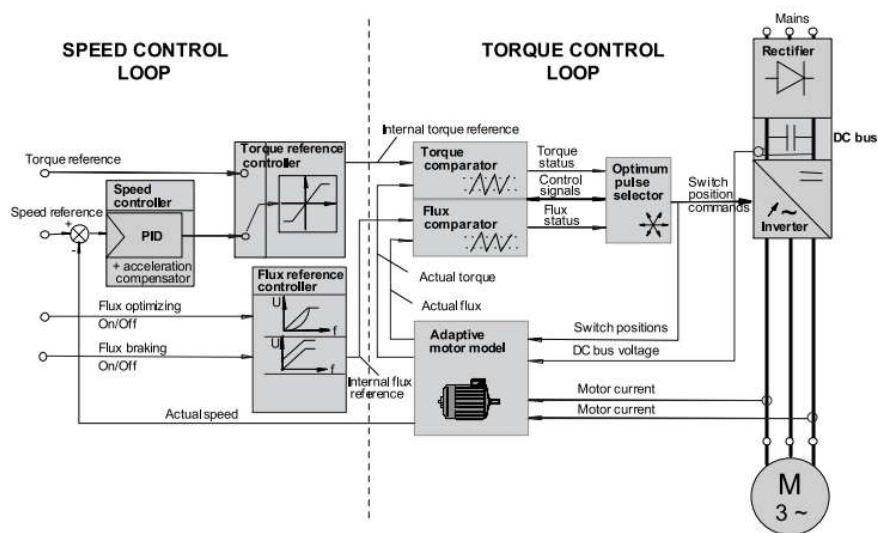 SPEED CONTROL
LOOP
TORQUE CONTROL
LOOP
Mains
Rectifier
DC bus
Internal torque reference
Torque reference
Torque reference
controller
Torque
comparator
Torque
status
Control
signals
Flux
status
Optimum
pulse
selector
Switch
position
commands
Speed
controller
Speed reference
+
-
PID
+ acceleration
compensator
Flux
comparator
~
Inverter
Flux reference
controller
Actual torque
Actual flux
Flux optimizing
On/Off
U
f
Flux braking
On/Off
U
f
Internal flux
reference
Adaptive
motor model
Switch positions
DC bus voltage
Motor current
Motor current
Actual speed
M
3 ~